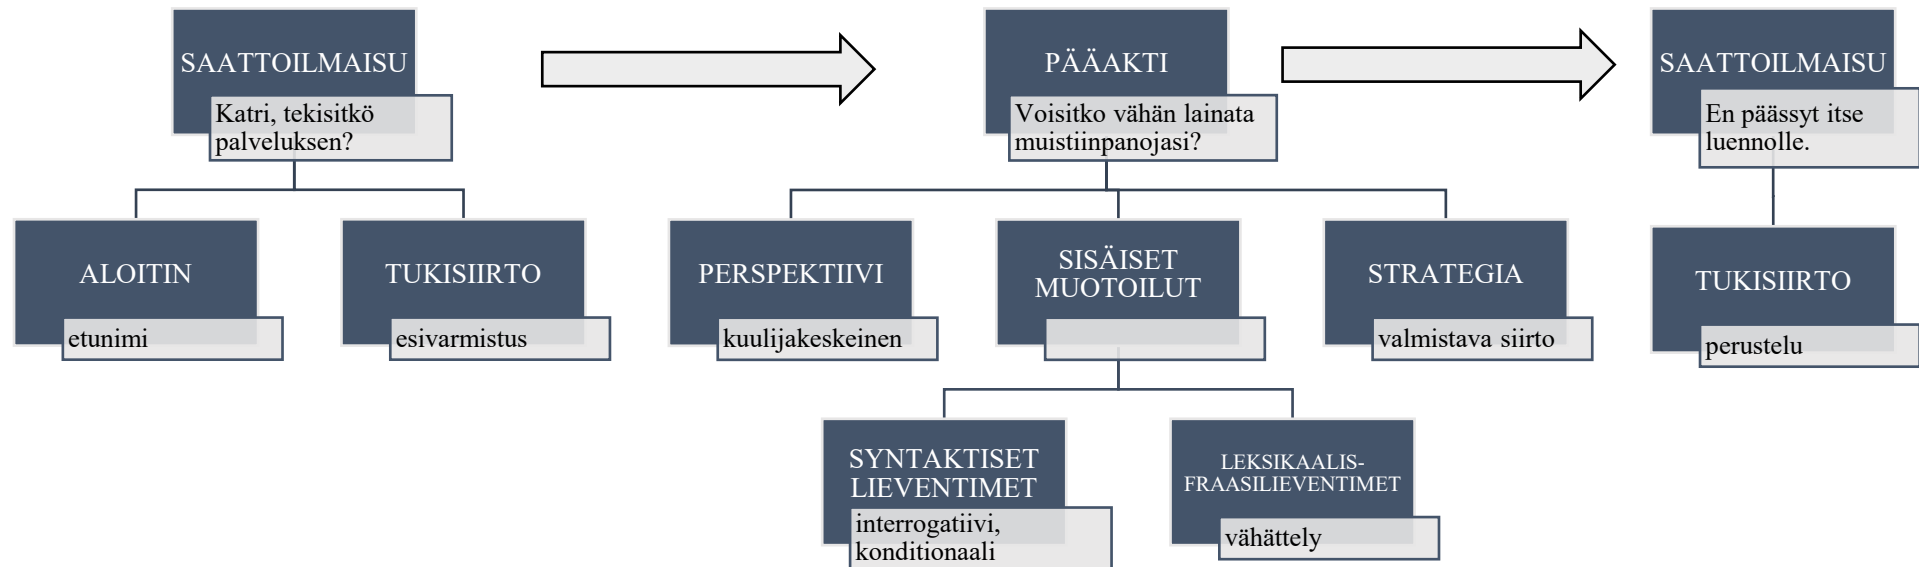 SAATTOILMAISU
Katri, tekisitkö
palveluksen?
PÄÄAKTI
Voisitko vähän lainata
muistiinpanojasi?
SAATTOILMAISU
En päässyt itse
luennolle.
ALOITIN
etunimi
TUKISIIRTO
esivarmistus
PERSPEKTIIVI
kuulijakeskeinen
SISÄISET
MUOTOILUT
STRATEGIA
valmistava siirto
TUKISIIRTO
perustelu
SYNTAKTISET
LIEVENTIMET
interrogatiivi,
konditionaali
LEKSIKAALIS-
FRAASILIEVENTIMET
vähättely